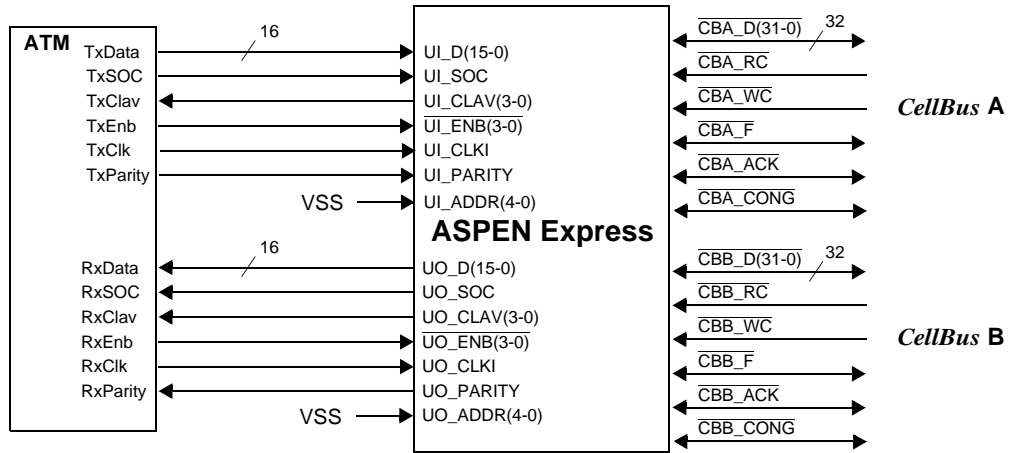 ATM
TxData
TxSOC
TxClav
TxEnb
TxClk
TxParity
RxData
RxSOC
RxClav
RxEnb
RxClk
RxParity
16
VSS
16
VSS
UI_D(15-0)
UI_SOC
UI_CLAV(3-0)
UI_ENB(3-0)
UI_CLKI
UI_PARITY
UI_ADDR(4-0)
ASPEN Express
UO_D(15-0)
UO_SOC
UO_CLAV(3-0)
UO_ENB(3-0)
UO_CLKI
UO_PARITY
UO_ADDR(4-0)
CBA_D(31-0) 32
CBA_RC
CBA_WC
CBA_F
CBA_ACK
CBA_CONG
CellBus A
CBB_D(31-0) 32
CBB_RC
CBB_WC
CBB_F
CBB_ACK
CBB_CONG
CellBus B